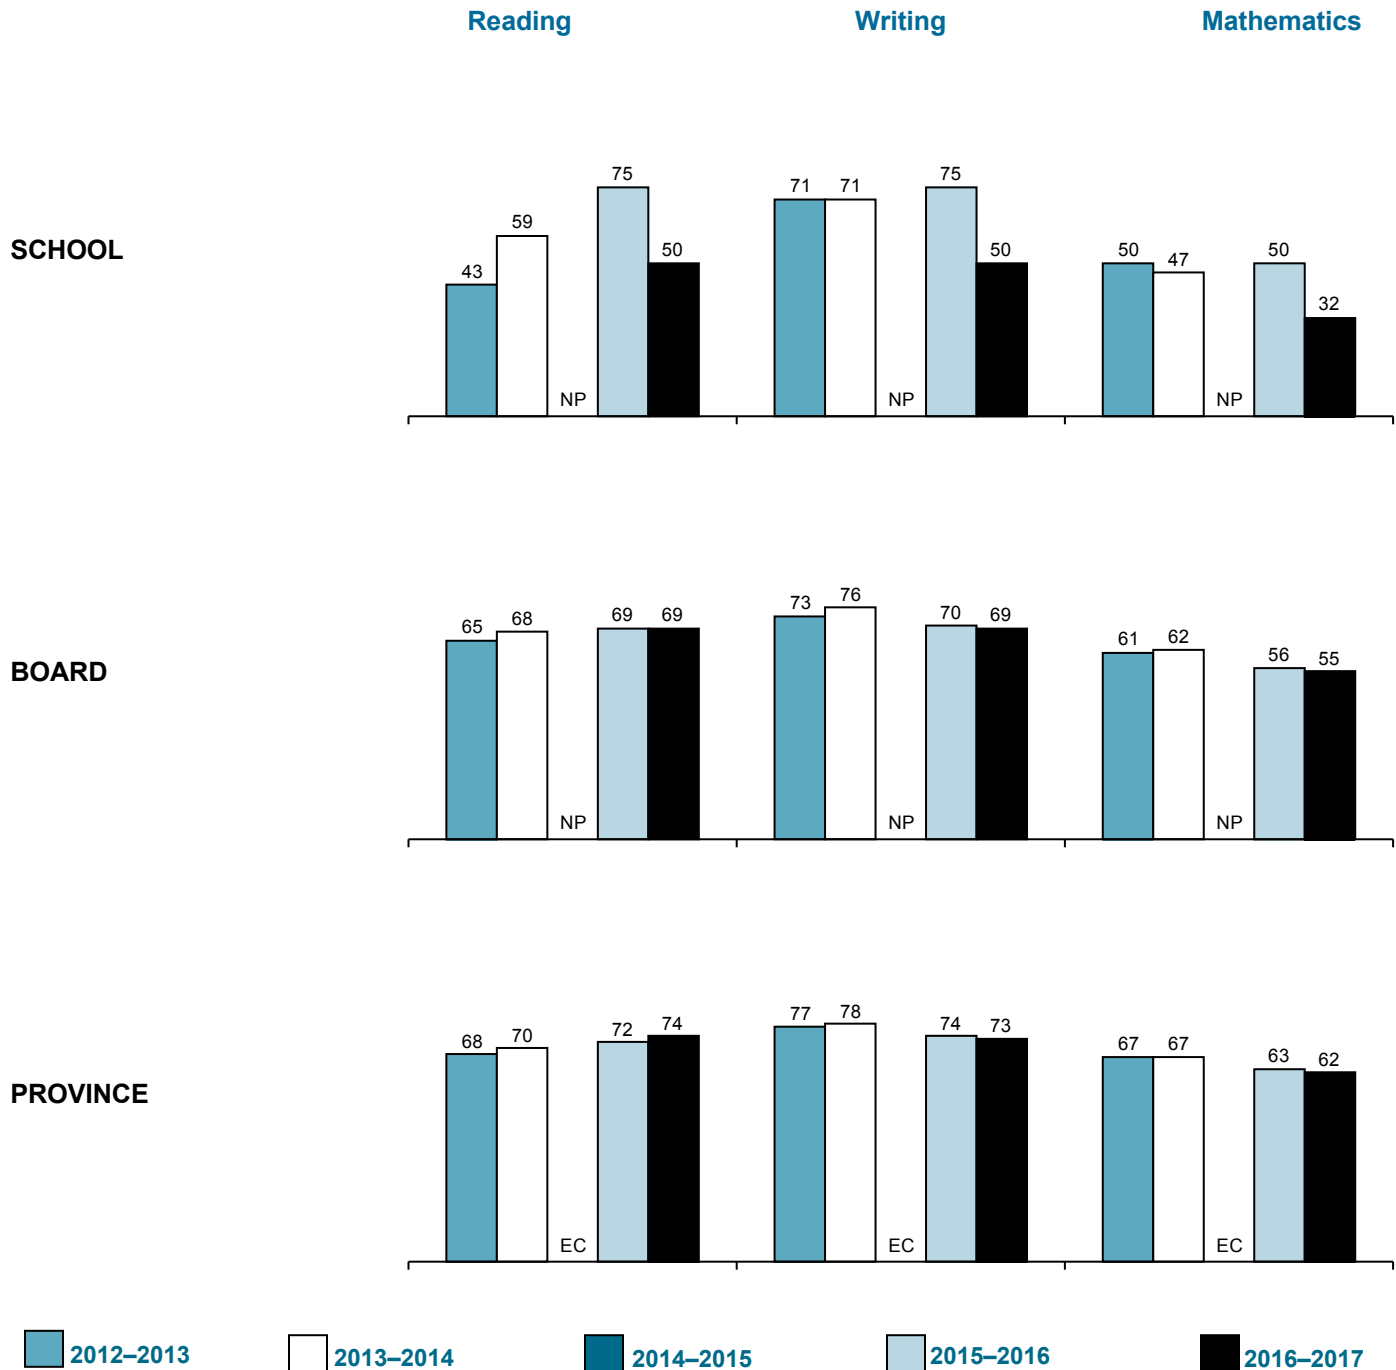 Reading Writing Mathematics
SCHOOL
43 59 NP 75 50 71 71 NP 75 50 50 47 NP 50 32
BOARD
65 68 NP 69 69 73 76 NP 70 69 61 62 NP 56 55
PROVINCE
68 70 EC 72 74 77 78 EC 74 73 67 67 EC 63 62
2012–2013 2013–2014 2014–2015 2015–2016 2016–2017